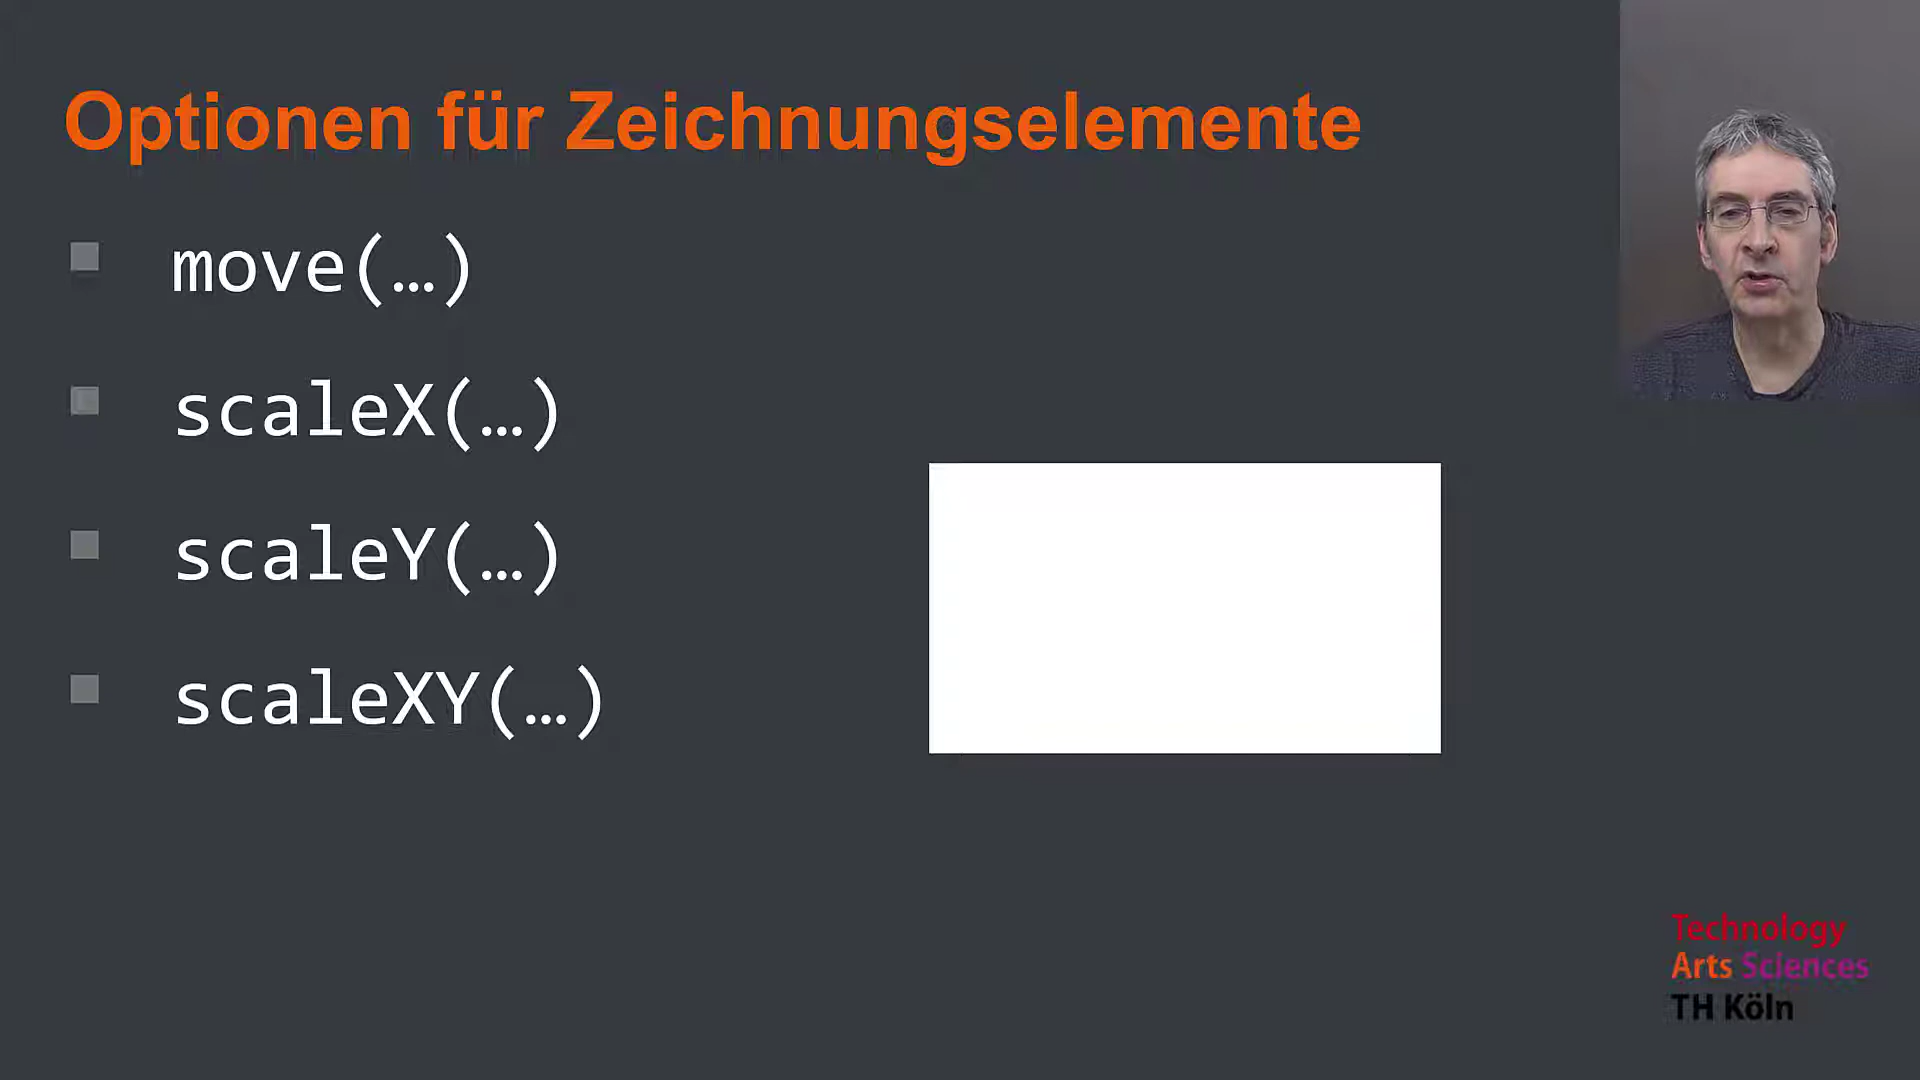 Optionen für Zeichnungselemente
move(…)
scaleX(…)
scaleY(…)
scaleXY(…)
Technology
Arts Sciences
TH Köln